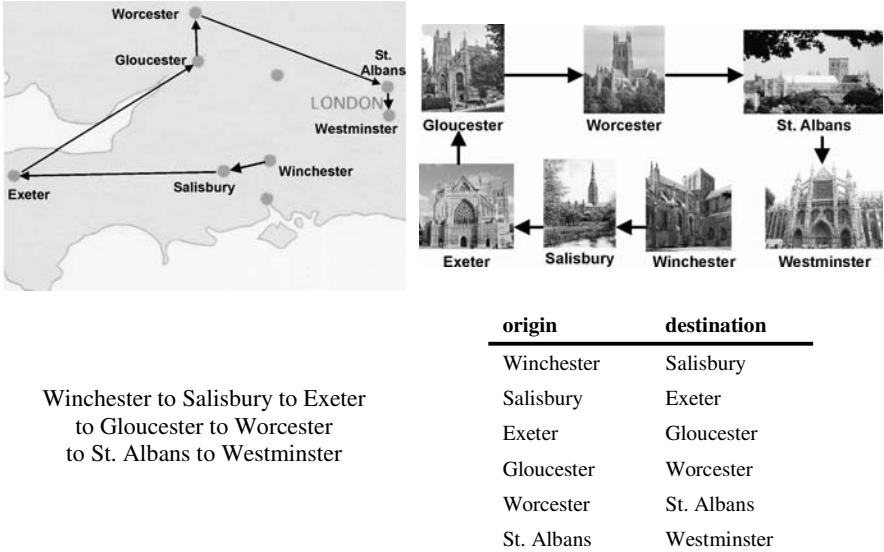 Worcester
Gloucester
St.
Albans
LONDON
Westminster
Winchester
Salisbury
Exeter
Gloucester
Worcester
St. Albans
Exeter
Salisbury
Winchester
Westminster
Winchester to Salisbury to Exeter
to Gloucester to Worcester
to St. Albans to Westminster
origin destination
Winchester Salisbury
Salisbury Exeter
Exeter Gloucester
Gloucester Worcester
Worcester St. Albans
St. Albans Westminster